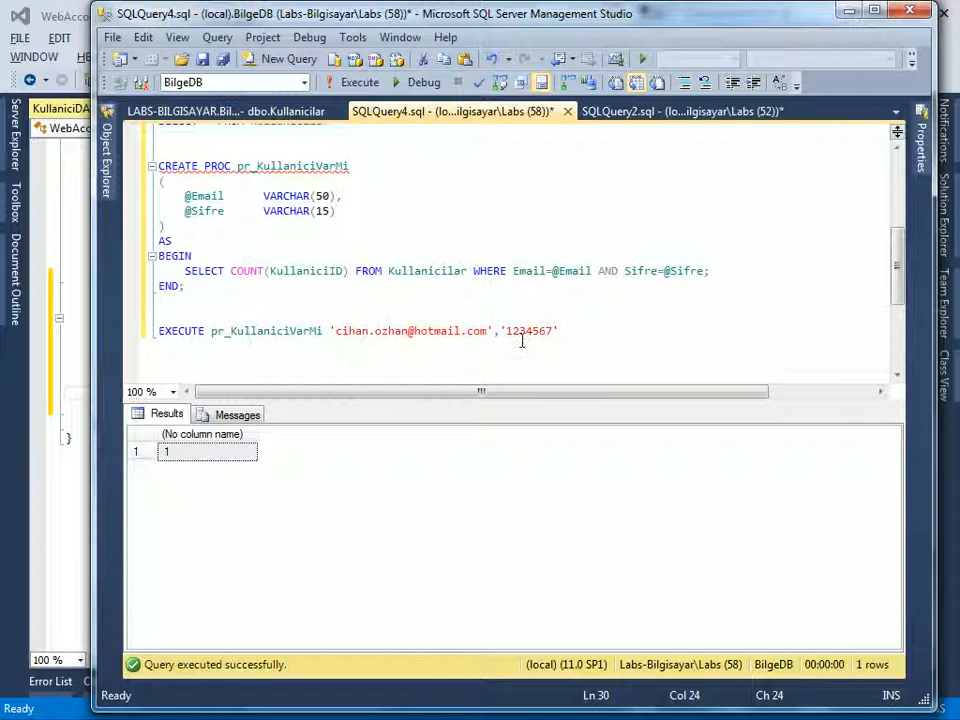 SQLQuery4.sql - (local).BilgeDB (Labs-Bilgisayar\Labs (58))* - Microsoft SQL Server Management Studio
WebAcco
FILE EDIT
WINDOW
File Edit View Query Project Debug Tools Window Help
New Query
BilgeDB
Execute
Debug
KullaniciDA
WebAcco
LABS-BILGISAYAR.Bil...- dbo.Kullanicilar
SQLQuery4.sql - (lo...ilgisayar\Labs (58))*
SQLQuery2.sql - (lo...ilgisayar\Labs (52))*
Server Explorer
Toolbox
Document Outline
Object Explorer
Properties
Notifications
Solution Explorer
Team Explorer
Class View
CREATE PROC pr_KullaniciVarMi
(
@Email VARCHAR(50),
@Sifre VARCHAR(15)
)
AS
BEGIN
SELECT COUNT(KullaniciID) FROM Kullanicilar WHERE Email=@Email AND Sifre=@Sifre;
END;
EXECUTE pr_KullaniciVarMi 'cihan.ozhan@hotmail.com','1234567'
100 %
Results
Messages
(No column name)
1 1
}
Query executed successfully.
(local) (11.0 SP1)
Labs-Bilgisayar\Labs (58)
BilgeDB
00:00:00
1 rows
100 %
Error List
Ready
Ln 30
Col 24
Ch 24
INS
Ready